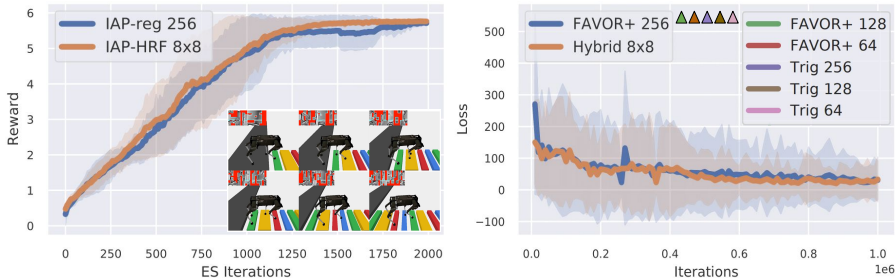 IAP-reg 256
IAP-HRF 8x8
6
5
4
3
2
1
0
Reward
0
250
500
750
1000
1250
1500
1750
2000
ES Iterations
FAVOR+ 256
Hybrid 8x8
FAVOR+ 128
FAVOR+ 64
Trig 256
Trig 128
Trig 64
500
400
300
200
100
0
−100
Loss
0.0
0.2
0.4
0.6
0.8
1.0
1e6
Iterations